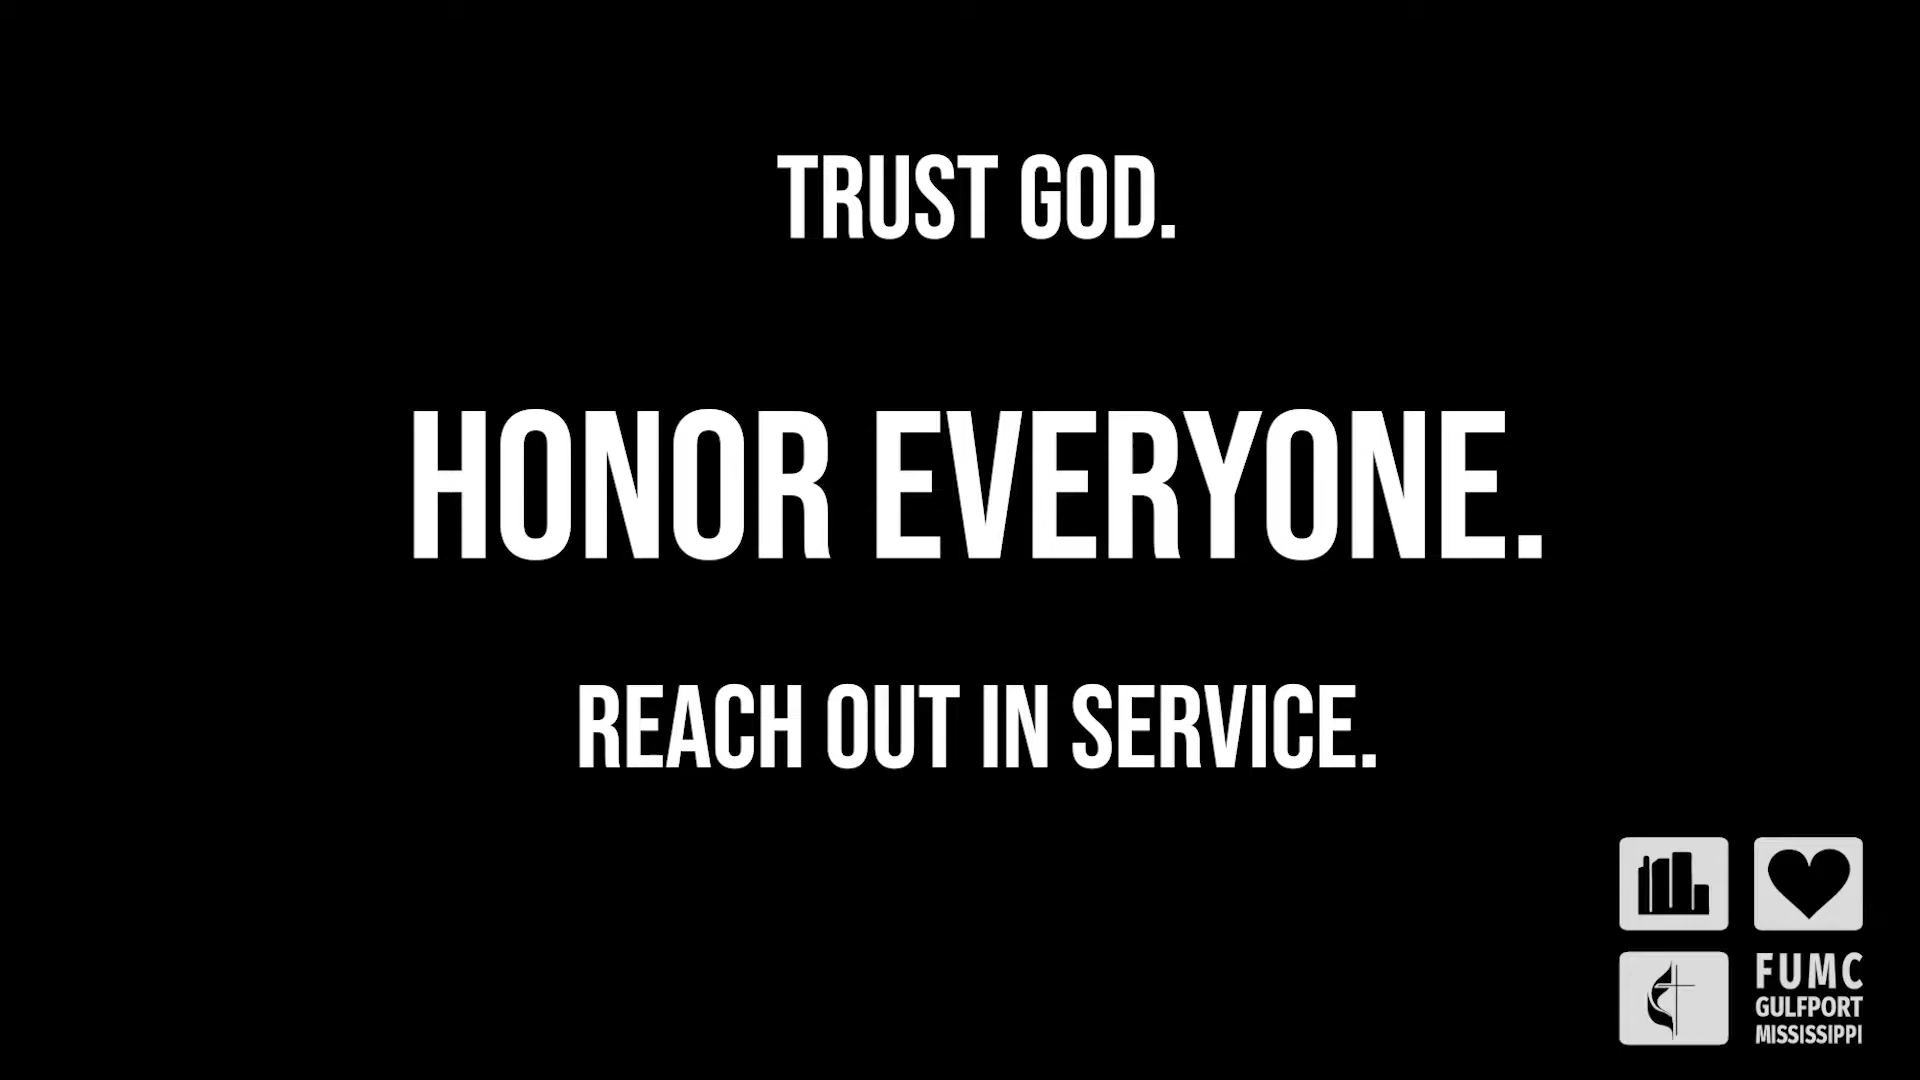 TRUST GOD.
HONOR EVERYONE.
REACH OUT IN SERVICE.
FUMC
GULFPORT
MISSISSIPPI